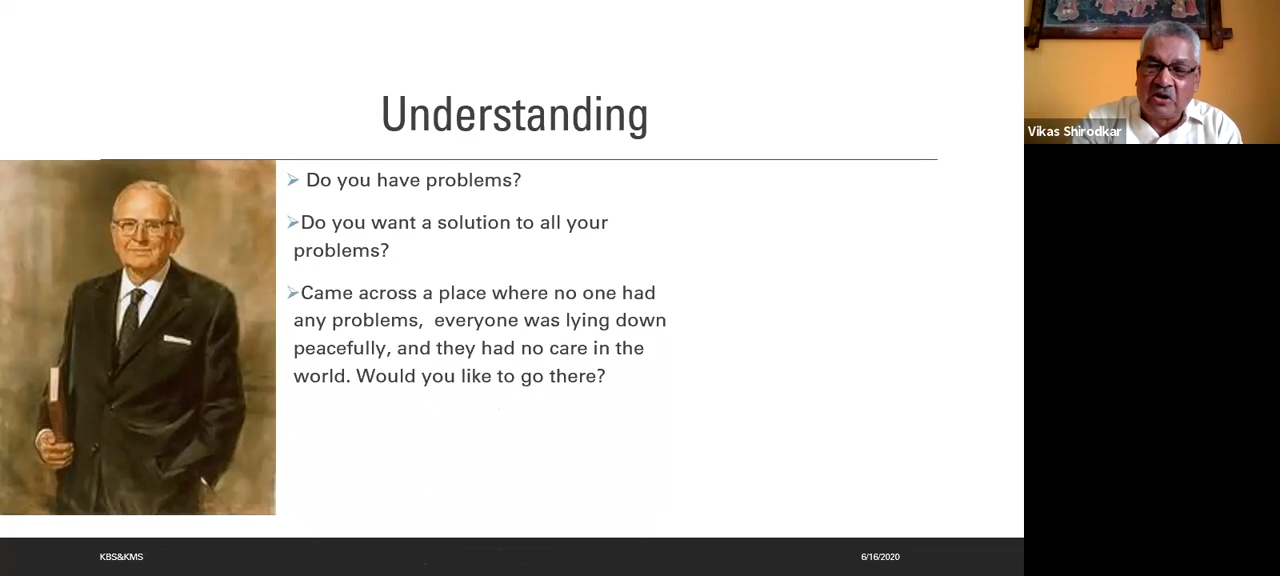 Understanding
Vikas Shirodkar
➢ Do you have problems?
➢Do you want a solution to all your
problems?
➢Came across a place where no one had
any problems,  everyone was lying down
peacefully, and they had no care in the
world. Would you like to go there?
KBS&KMS
6/16/2020